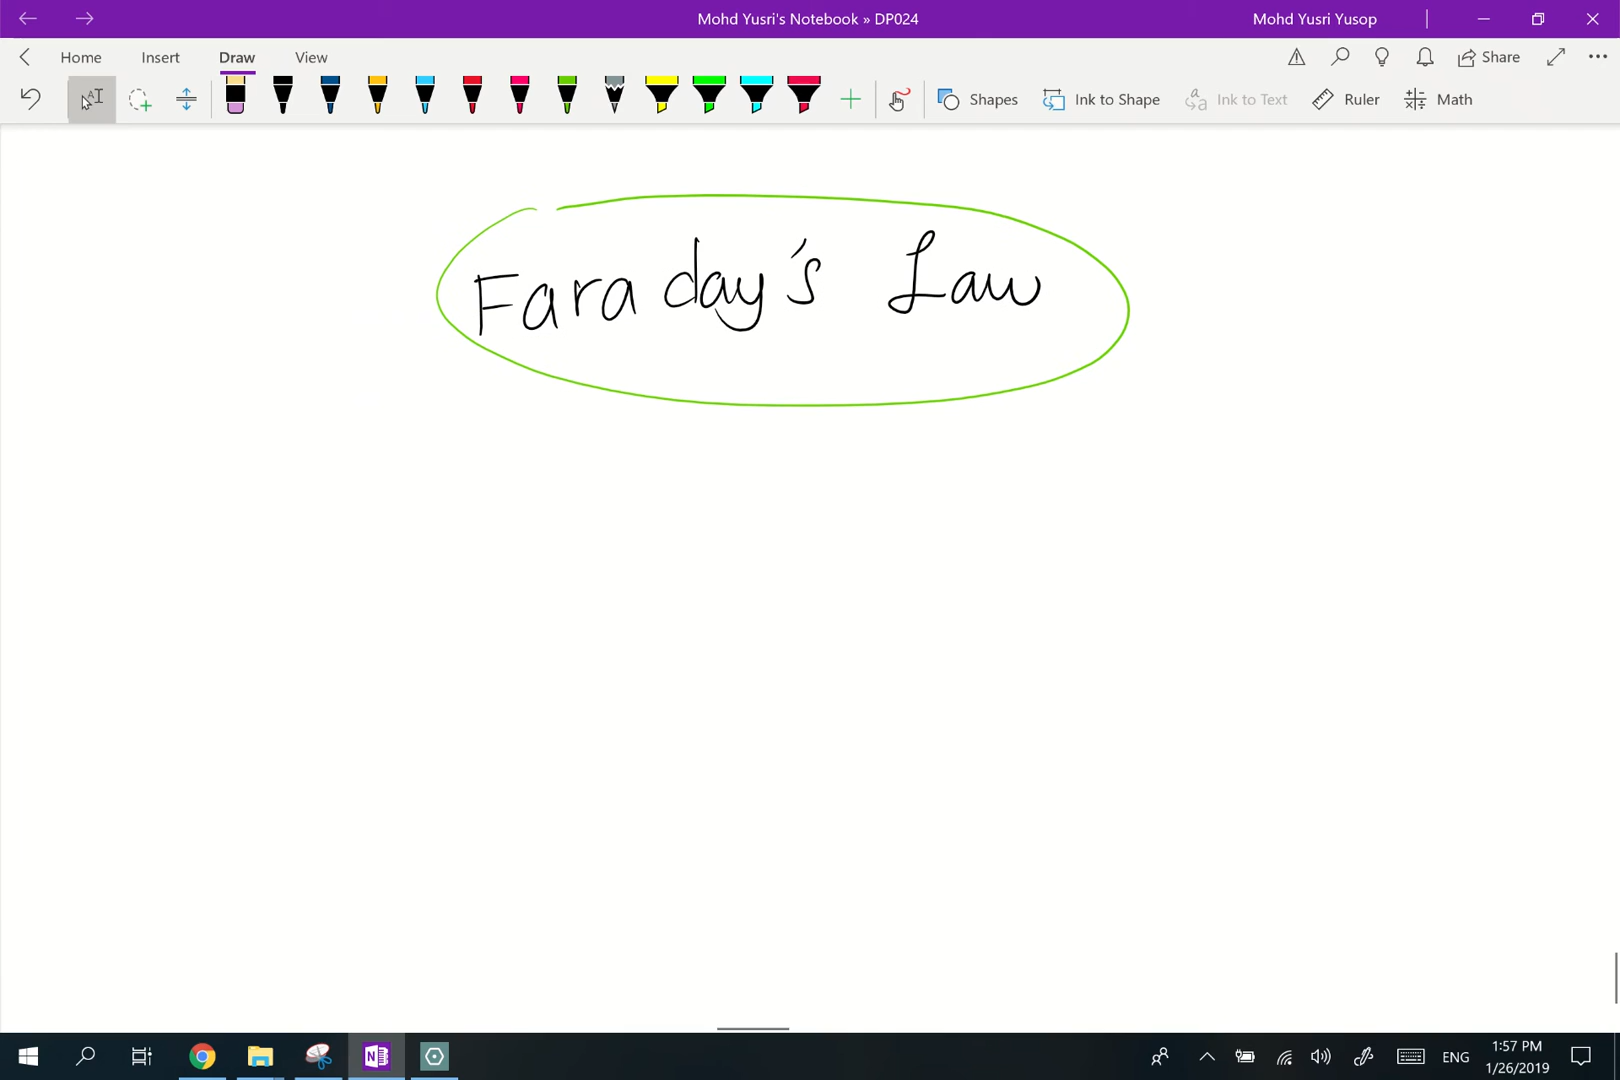 Mohd Yusri's Notebook » DP024 Mohd Yusri Yusop
Home Insert Draw View Share
Shapes Ink to Shape Ink to Text Ruler Math
Faraday's Law
ENG 1:57 PM
1/26/2019